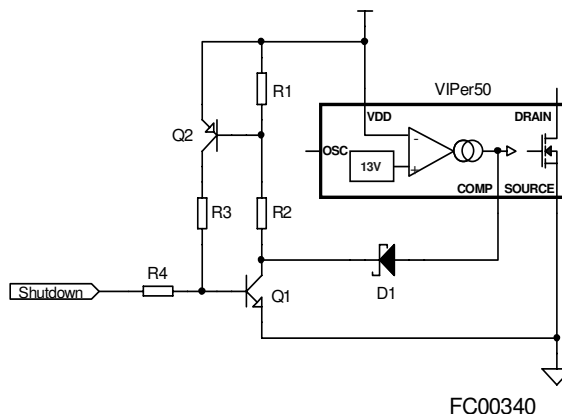 VIPer50
R1
VDD
DRAIN
Q2
OSC
-
13V
+
COMP
SOURCE
R3
R2
R4
Shutdown
Q1
D1
FC00340